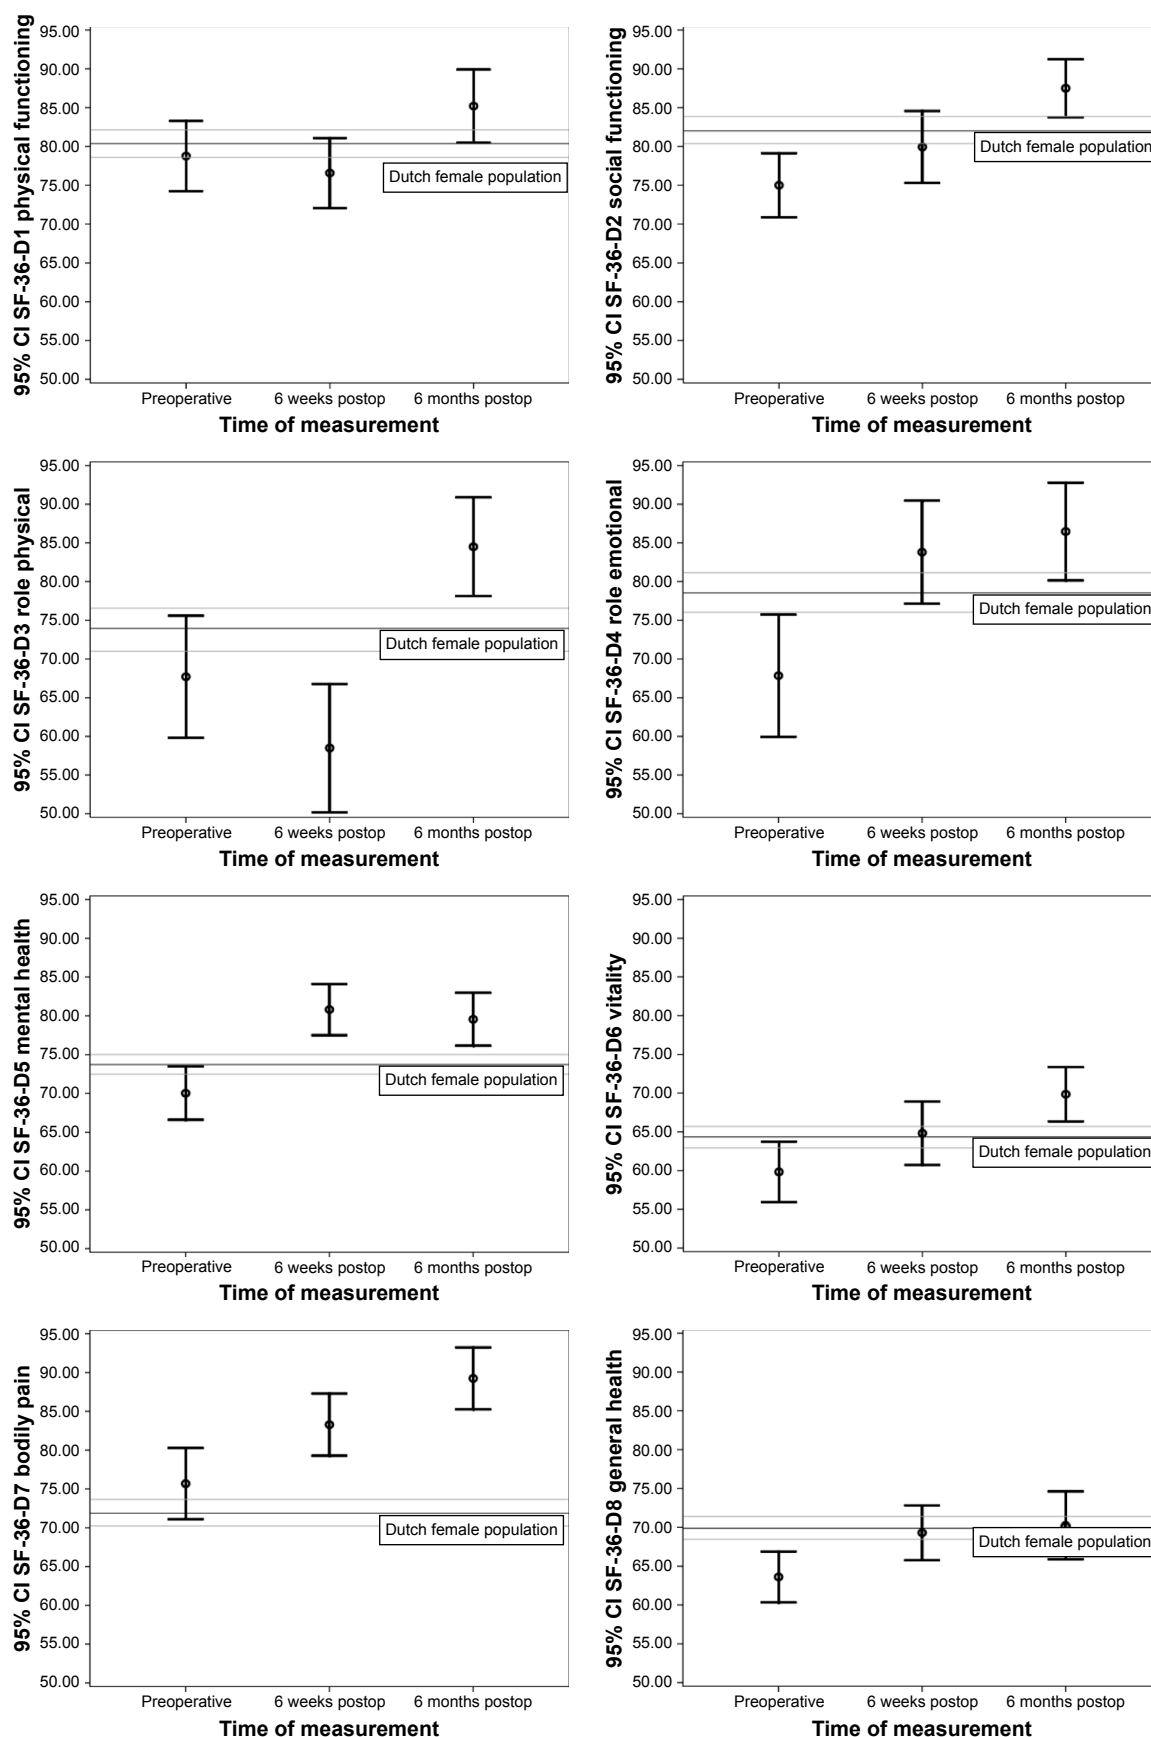 95% CI SF-36-D1 physical functioning
95.00
90.00
85.00
80.00
75.00
70.00
65.00
60.00
55.00
50.00
Dutch female population
Preoperative 6 weeks postop 6 months postop
Time of measurement
95% CI SF-36-D2 social functioning
95.00
90.00
85.00
80.00
75.00
70.00
65.00
60.00
55.00
50.00
Dutch female population
Preoperative 6 weeks postop 6 months postop
Time of measurement
95% CI SF-36-D3 role physical
95.00
90.00
85.00
80.00
75.00
70.00
65.00
60.00
55.00
50.00
Dutch female population
Preoperative 6 weeks postop 6 months postop
Time of measurement
95% CI SF-36-D4 role emotional
95.00
90.00
85.00
80.00
75.00
70.00
65.00
60.00
55.00
50.00
Dutch female population
Preoperative 6 weeks postop 6 months postop
Time of measurement
95% CI SF-36-D5 mental health
95.00
90.00
85.00
80.00
75.00
70.00
65.00
60.00
55.00
50.00
Dutch female population
Preoperative 6 weeks postop 6 months postop
Time of measurement
95% CI SF-36-D6 vitality
95.00
90.00
85.00
80.00
75.00
70.00
65.00
60.00
55.00
50.00
Dutch female population
Preoperative 6 weeks postop 6 months postop
Time of measurement
95% CI SF-36-D7 bodily pain
95.00
90.00
85.00
80.00
75.00
70.00
65.00
60.00
55.00
50.00
Dutch female population
Preoperative 6 weeks postop 6 months postop
Time of measurement
95% CI SF-36-D8 general health
95.00
90.00
85.00
80.00
75.00
70.00
65.00
60.00
55.00
50.00
Dutch female population
Preoperative 6 weeks postop 6 months postop
Time of measurement